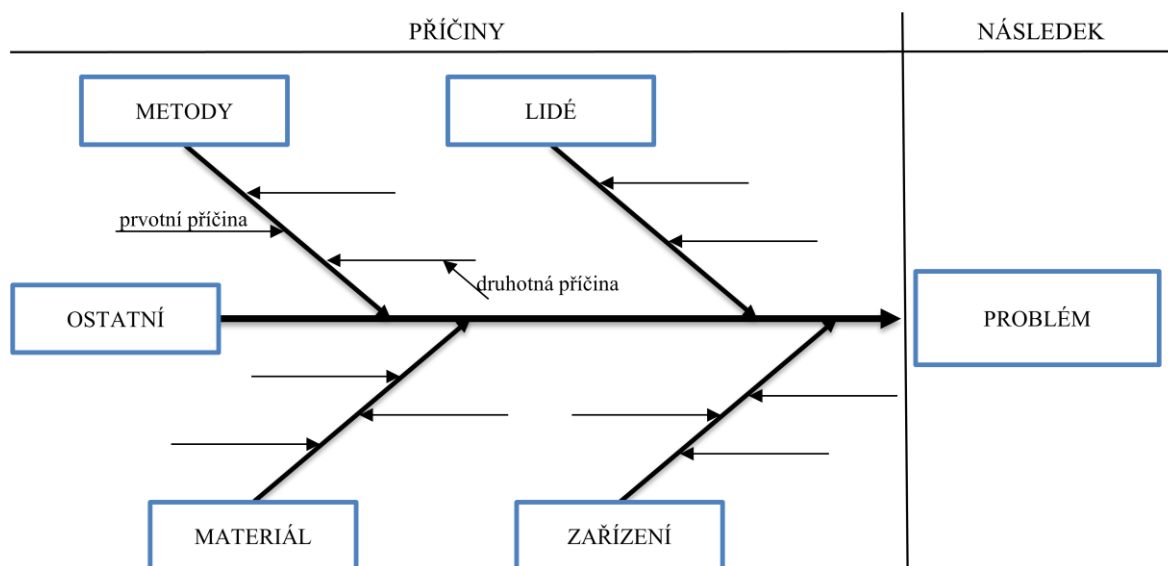 PŘÍČINY
NÁSLEDEK
METODY
LIDÉ
prvotní příčina
druhotná příčina
OSTATNÍ
PROBLÉM
MATERIÁL
ZAŘÍZENÍ